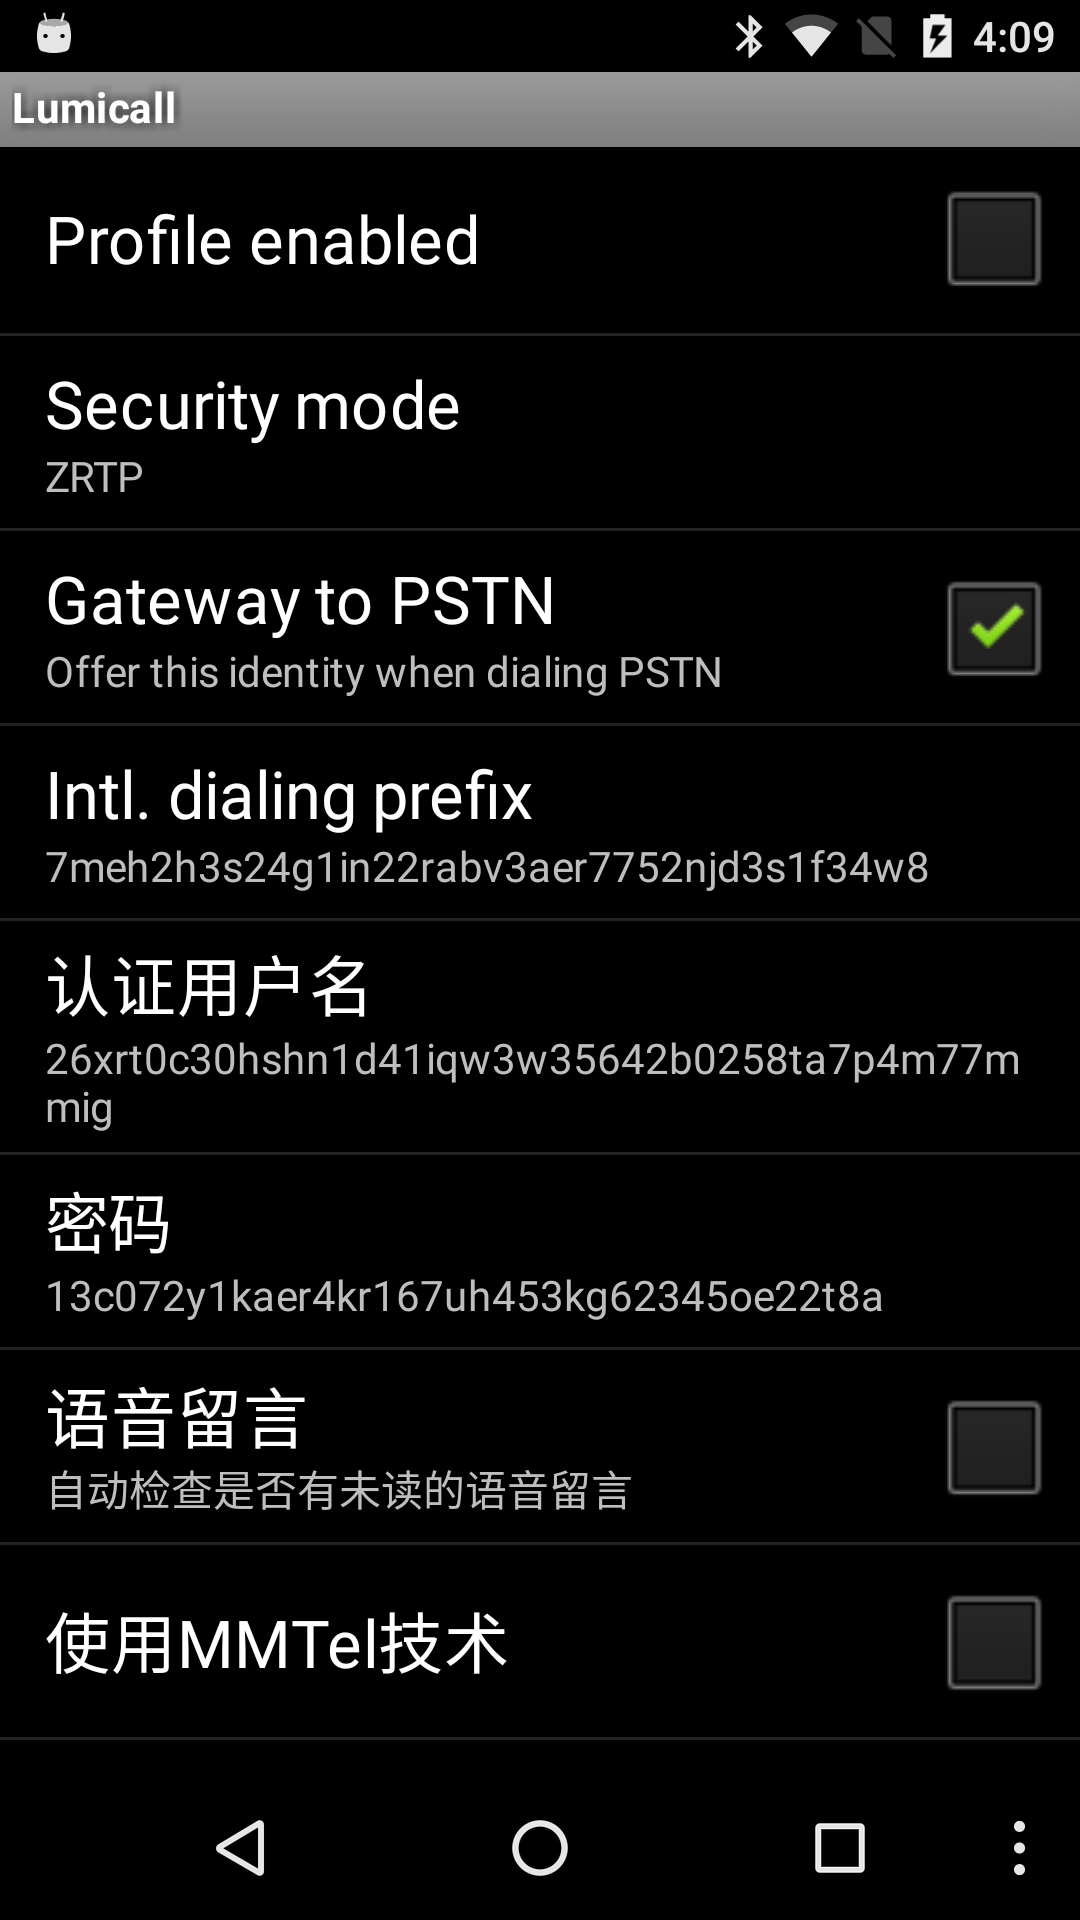 4:09
Lumicall
Profile enabled
Security mode
ZRTP
Gateway to PSTN
Offer this identity when dialing PSTN
Intl. dialing prefix
7meh2h3s24g1in22rabv3aer7752njd3s1f34w8
认证用户名
26xrt0c30hshn1d41iqw3w35642b0258ta7p4m77m
mig
密码
13c072y1kaer4kr167uh453kg62345oe22t8a
语音留言
自动检查是否有未读的语音留言
使用MMTel技术